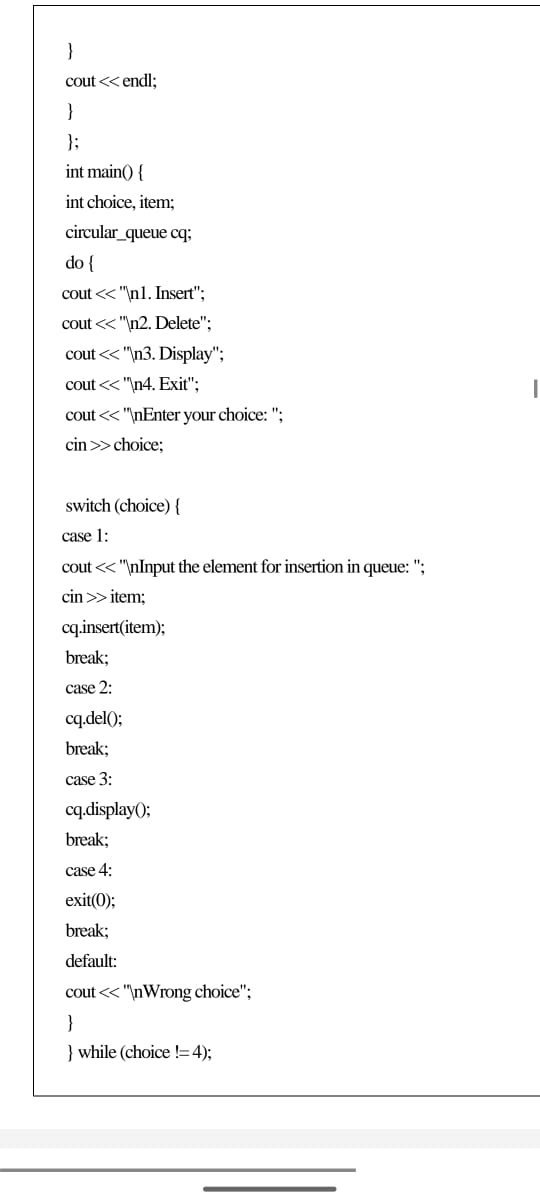 }
cout << endl;
}
};
int main() {
int choice, item;
circular_queue cq;
do {
cout << "\n1. Insert";
cout << "\n2. Delete";
cout << "\n3. Display";
cout << "\n4. Exit";
cout << "\nEnter your choice: ";
cin >> choice;
switch (choice) {
case 1:
cout << "\nInput the element for insertion in queue: ";
cin >> item;
cq.insert(item);
break;
case 2:
cq.del();
break;
case 3:
cq.display();
break;
case 4:
exit(0);
break;
default:
cout << "\nWrong choice";
}
} while (choice != 4);